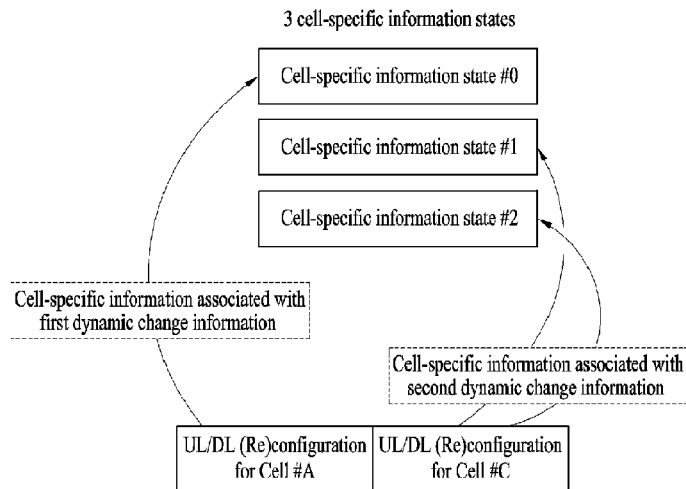 3 cell-specific information states
Cell-specific information state #0
Cell-specific information state #1
Cell-specific information state #2
Cell-specific information associated with
first dynamic change information
Cell-specific information associated with
second dynamic change information
UL/DL (Re)configuration
for Cell #A
UL/DL (Re)configuration
for Cell #C